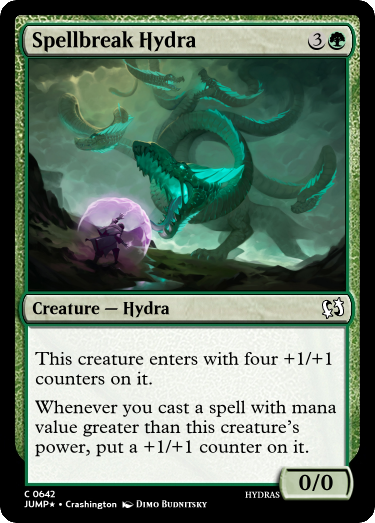 Spellbreak Hydra 3
Creature — Hydra
This creature enters with four +1/+1
counters on it.
Whenever you cast a spell with mana
value greater than this creature's
power, put a +1/+1 counter on it.
0/0
C 0642
HYDRAS
JUMP★ • Crashington Dimo Budnitsky